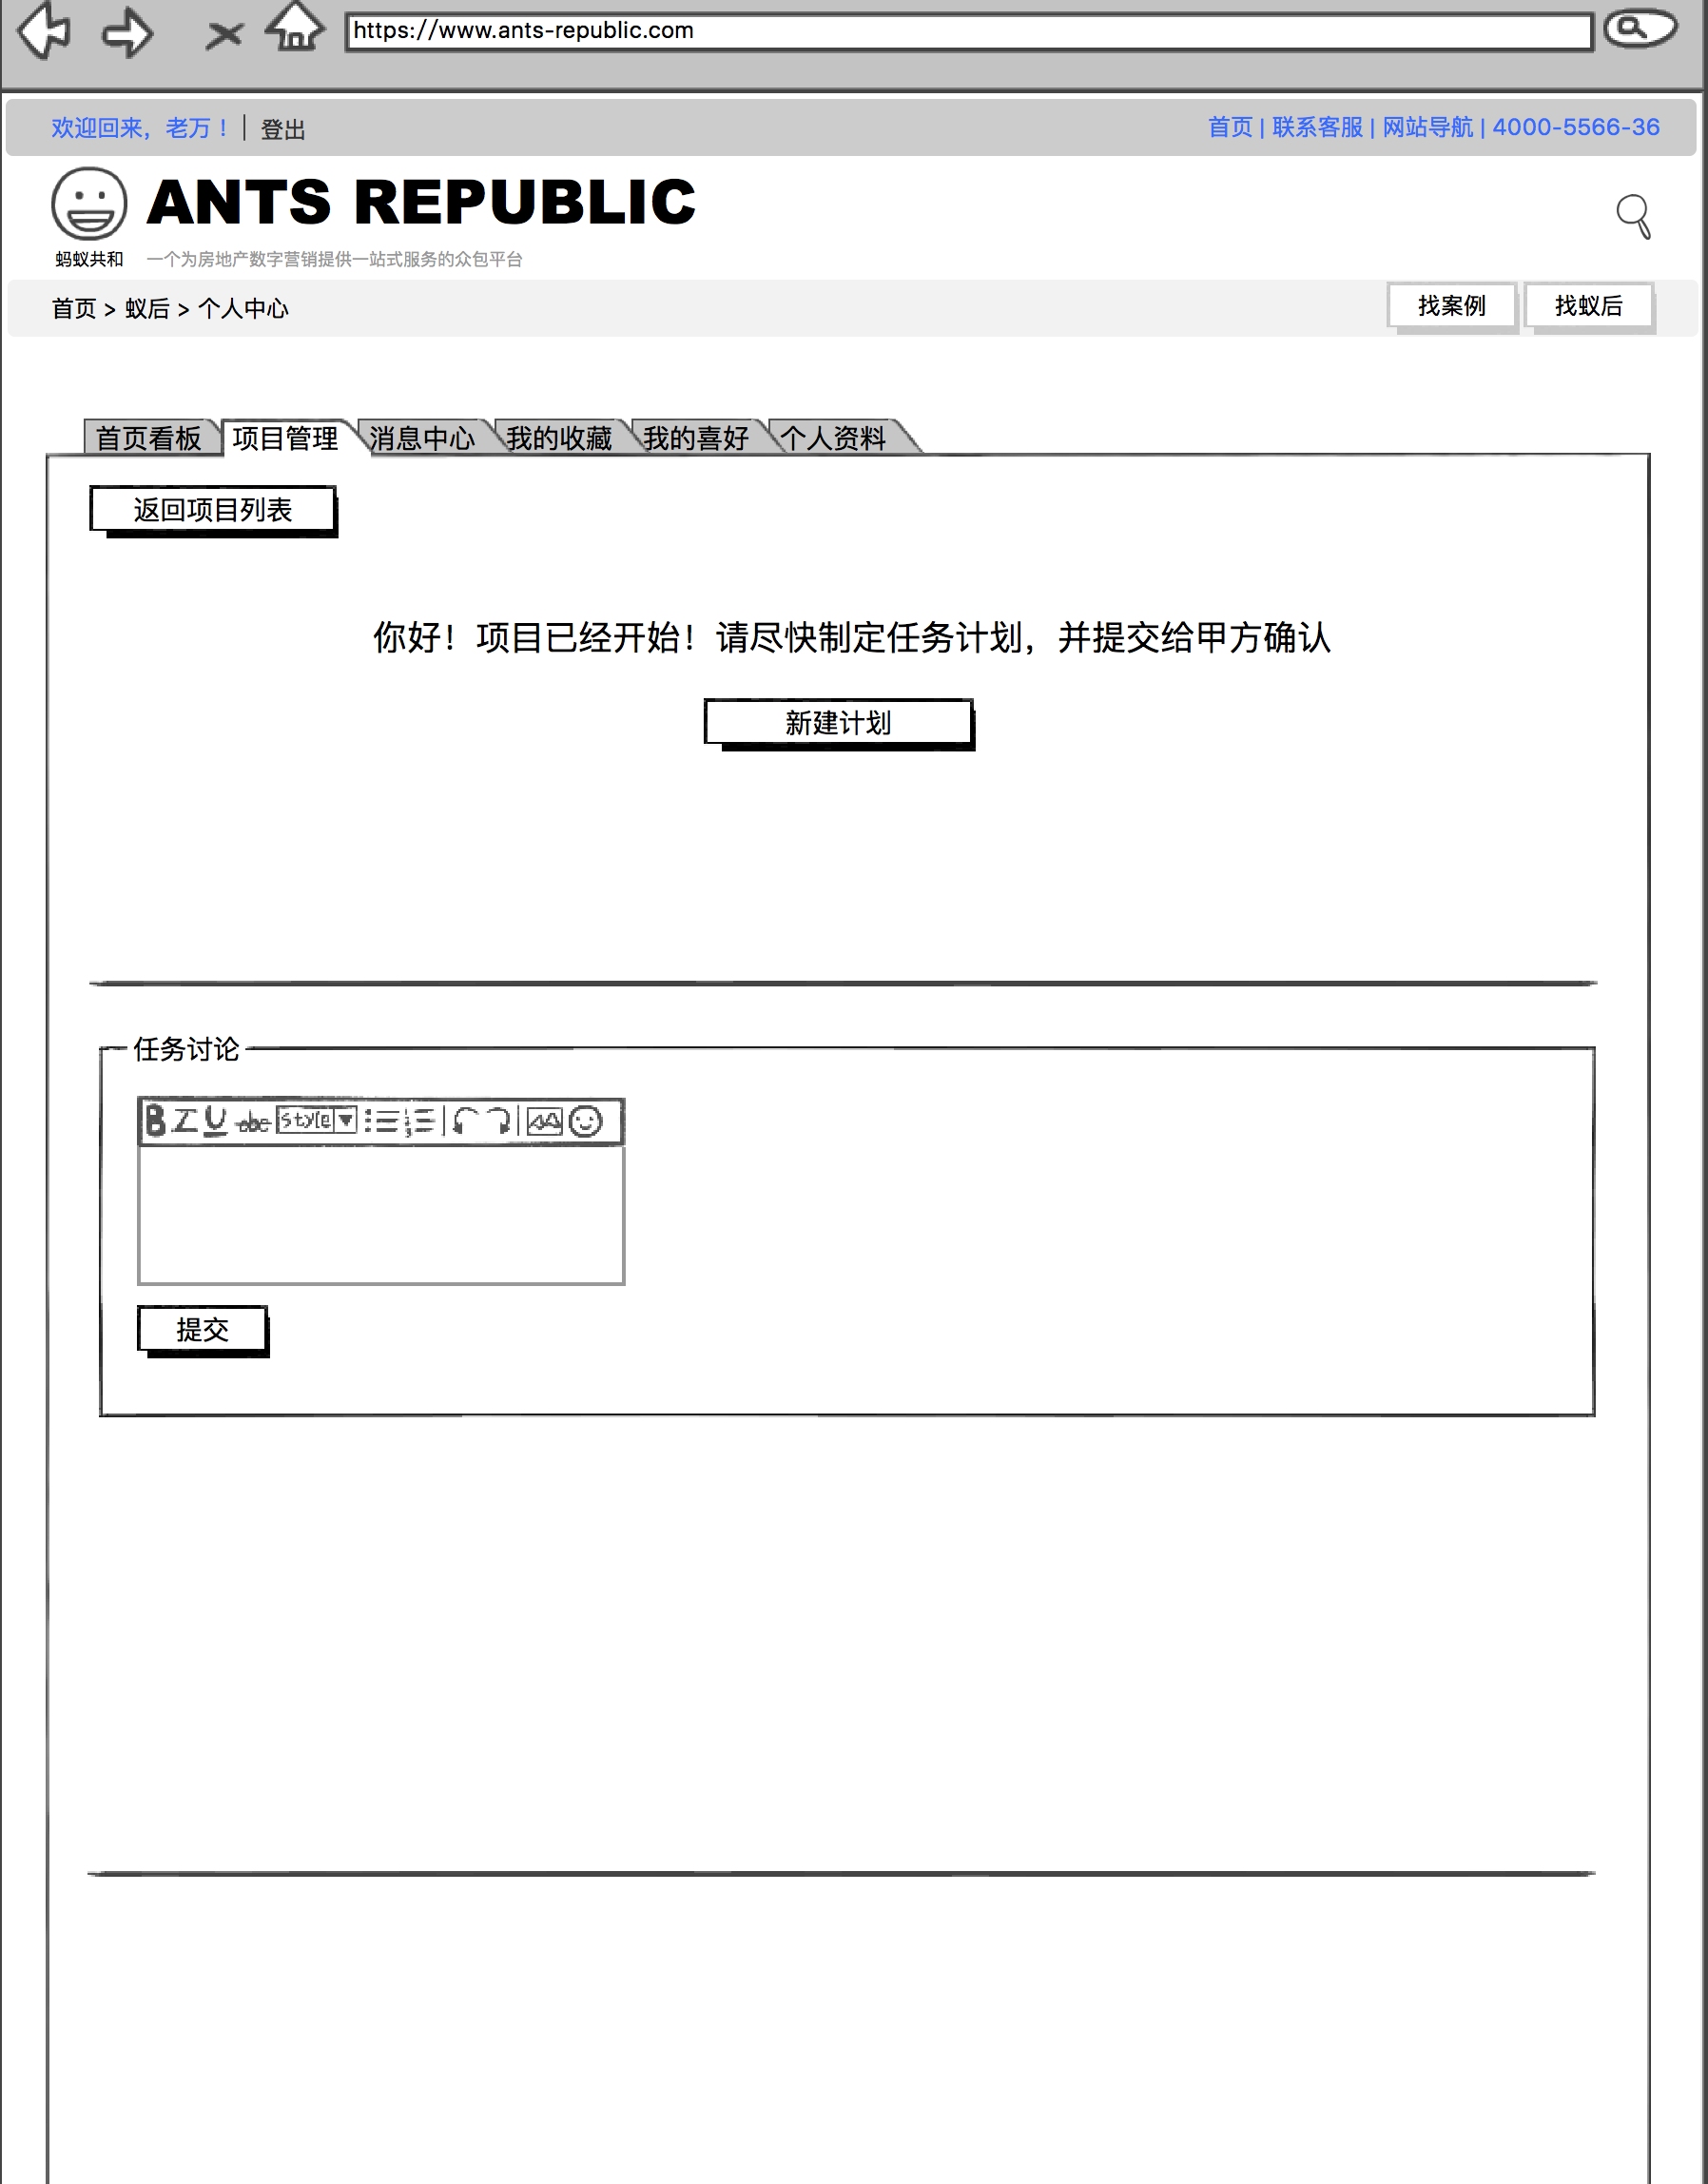 https://www.ants-republic.com
欢迎回来，老万！ | 登出
首页 | 联系客服 | 网站导航 | 4000-5566-36
ANTS REPUBLIC
蚂蚁共和
一个为房地产数字营销提供一站式服务的众包平台
首页 > 蚁后 > 个人中心
找案例
找蚁后
首页看板
项目管理
消息中心
我的收藏
我的喜好
个人资料
返回项目列表
你好！项目已经开始！请尽快制定任务计划，并提交给甲方确认
新建计划
任务讨论
B I U abc style
提交